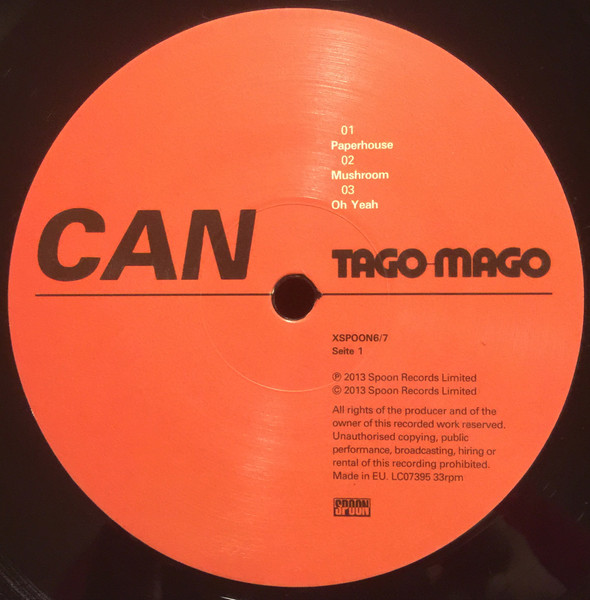 01
Paperhouse
02
Mushroom
03
Oh Yeah
CAN
TAGO MAGO
XSPOON6/7
Seite 1
℗ 2013 Spoon Records Limited
© 2013 Spoon Records Limited
All rights of the producer and of the
owner of this recorded work reserved.
Unauthorised copying, public
performance, broadcasting, hiring or
rental of this recording prohibited.
Made in EU. LC07395 33rpm
SPOON